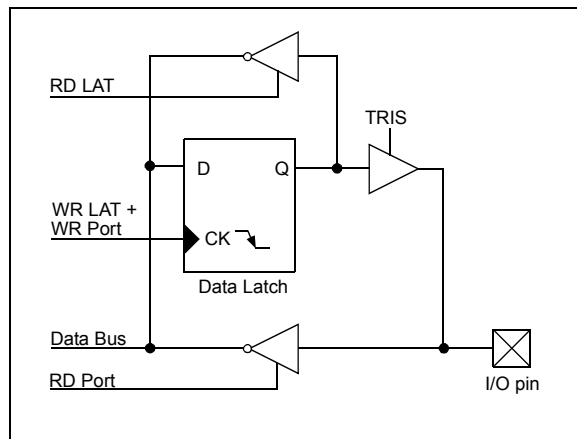 RD LAT
TRIS
D
Q
WR LAT +
WR Port
CK
Data Latch
Data Bus
RD Port
I/O pin